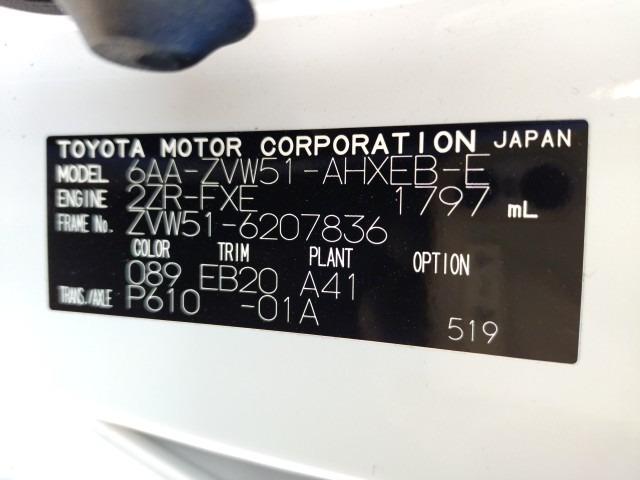 TOYOTA MOTOR CORPORATION JAPAN
MODEL 6AA-ZVW51-AHXEB-E
ENGINE 2ZR-FXE 1797 mL
FRAME No. ZVW51-6207836
COLOR TRIM PLANT OPTION
089 EB20 A41
TRANS./AXLE P610 -01A
519